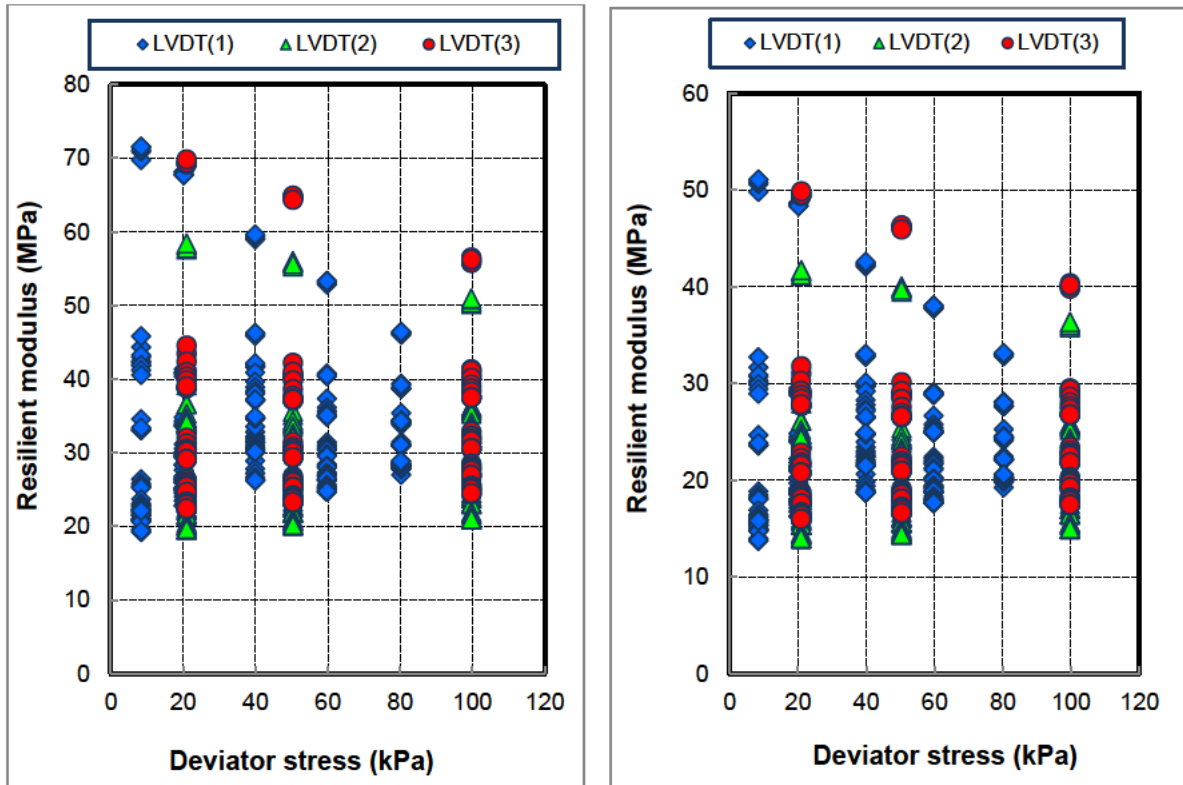 LVDT(1) LVDT(2) LVDT(3)
80
70
60
50
40
30
20
10
0
Resilient modulus (MPa)
0 20 40 60 80 100 120
Deviator stress (kPa)
LVDT(1) LVDT(2) LVDT(3)
60
50
40
30
20
10
0
Resilient modulus (MPa)
0 20 40 60 80 100 120
Deviator stress (kPa)